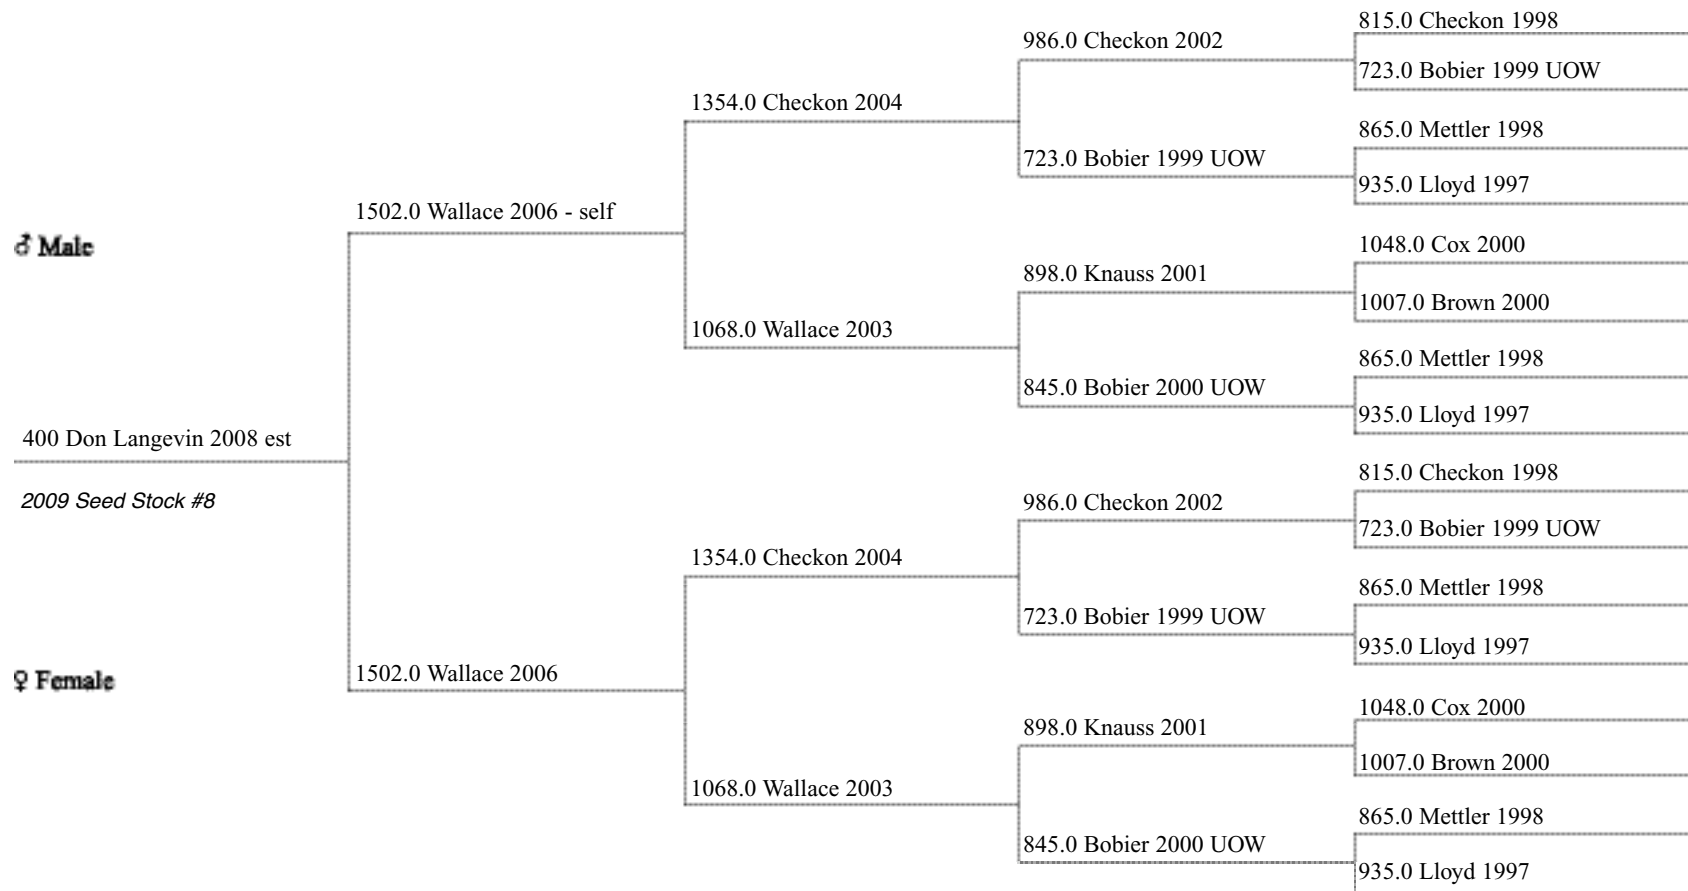 815.0 Checkon 1998
986.0 Checkon 2002
723.0 Bobier 1999 UOW
1354.0 Checkon 2004
865.0 Mettler 1998
723.0 Bobier 1999 UOW
935.0 Lloyd 1997
1502.0 Wallace 2006 - self
♂ Male
1048.0 Cox 2000
898.0 Knauss 2001
1007.0 Brown 2000
1068.0 Wallace 2003
865.0 Mettler 1998
845.0 Bobier 2000 UOW
935.0 Lloyd 1997
400 Don Langevin 2008 est
2009 Seed Stock #8
815.0 Checkon 1998
986.0 Checkon 2002
723.0 Bobier 1999 UOW
1354.0 Checkon 2004
865.0 Mettler 1998
723.0 Bobier 1999 UOW
935.0 Lloyd 1997
1502.0 Wallace 2006
♀ Female
1048.0 Cox 2000
898.0 Knauss 2001
1007.0 Brown 2000
1068.0 Wallace 2003
865.0 Mettler 1998
845.0 Bobier 2000 UOW
935.0 Lloyd 1997